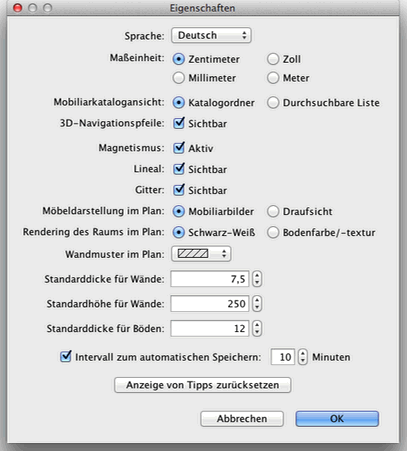 Eigenschaften
Sprache: Deutsch
Maßeinheit: Zentimeter Zoll
Millimeter Meter
Mobiliarkatalogansicht: Katalogordner Durchsuchbare Liste
3D-Navigationspfeile: Sichtbar
Magnetismus: Aktiv
Lineal: Sichtbar
Gitter: Sichtbar
Möbeldarstellung im Plan: Mobiliarbilder Draufsicht
Rendering des Raums im Plan: Schwarz-Weiß Bodenfarbe/-textur
Wandmuster im Plan:
Standarddicke für Wände: 7,5
Standardhöhe für Wände: 250
Standarddicke für Böden: 12
Intervall zum automatischen Speichern: 10 Minuten
Anzeige von Tipps zurücksetzen
Abbrechen OK